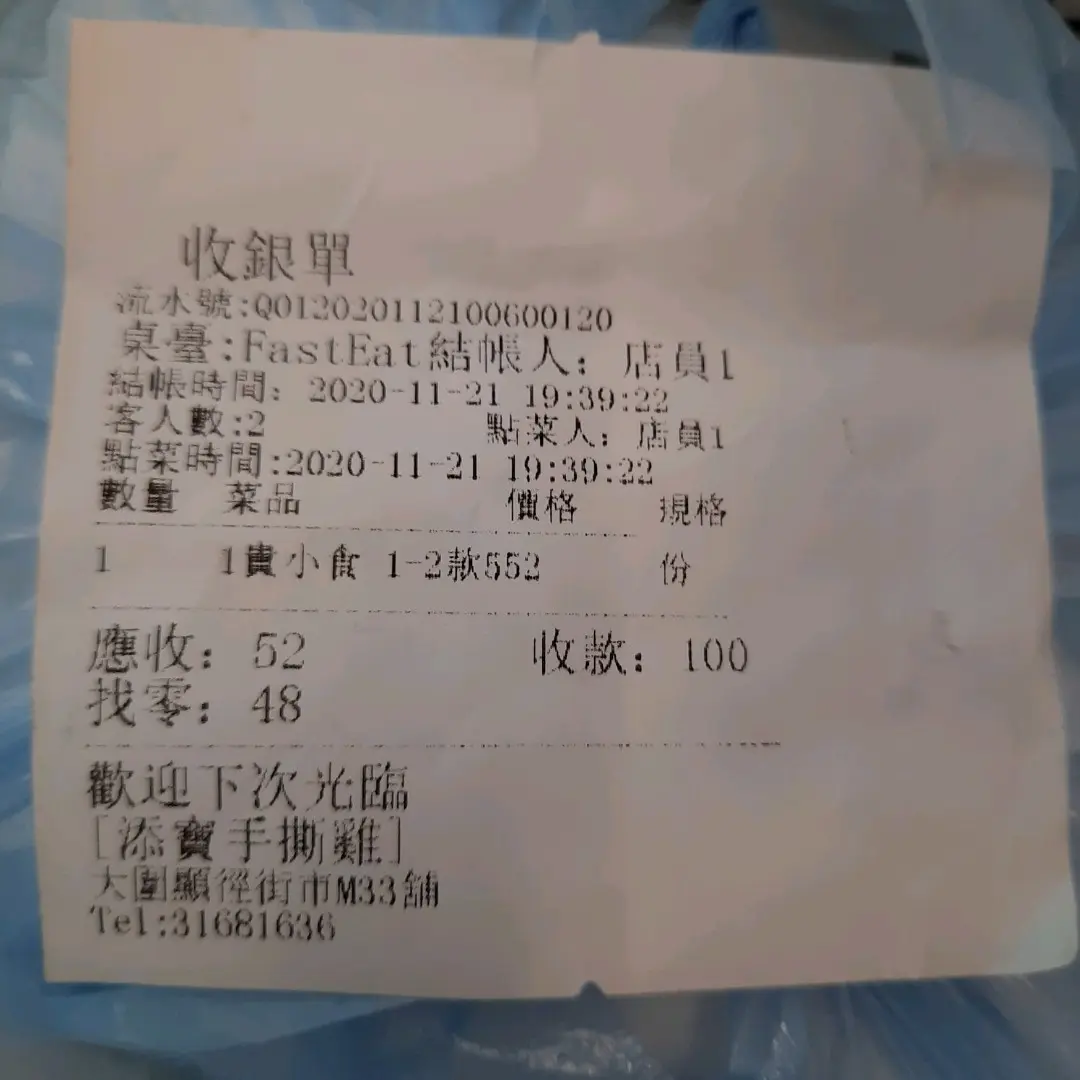 收銀單
流水號:Q0120201121100600120
桌臺:FastEat結帳人: 店員1
結帳時間: 2020-11-21 19:39:22
客人數:2 點菜人: 店員1
點菜時間:2020-11-21 19:39:22
數量 菜品 價格 規格
1 1貴小食 1-2款552 份
應收: 52 收款: 100
找零: 48
歡迎下次光臨
[添寶手撕雞]
大圍顯徑街市M33舖
Tel:31681636